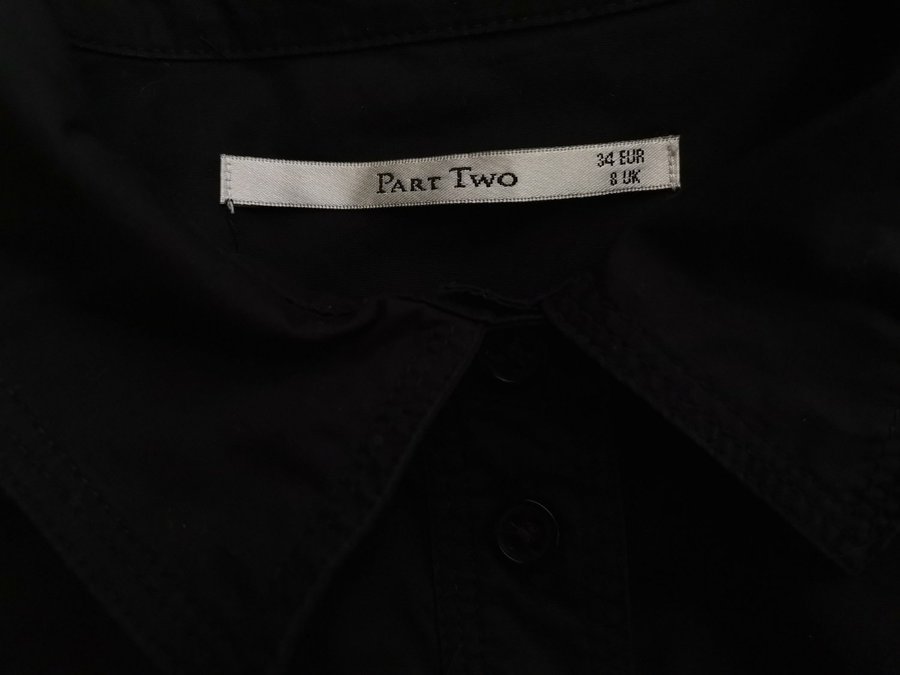 Part Two
34 EUR
8 UK